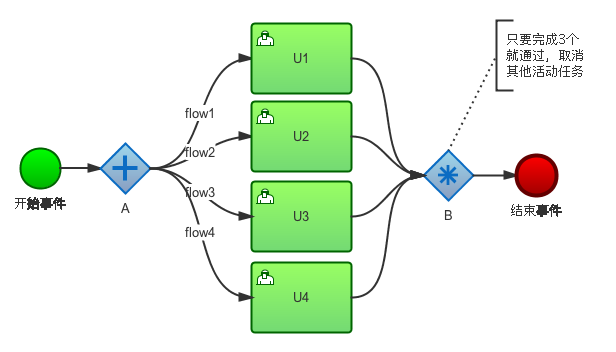 只要完成3个
就通过，取消
其他活动任务
U1
flow1
U2
flow2
开始事件
A
flow3
U3
B
结束事件
flow4
U4